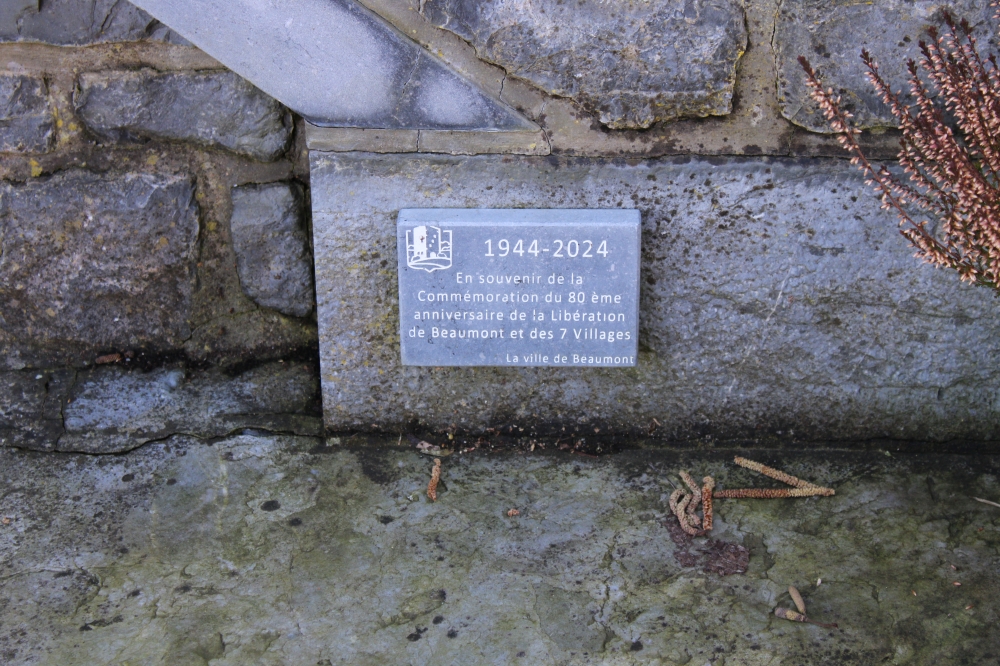 1944-2024
En souvenir de la
Commémoration du 80 ème
anniversaire de la Libération
de Beaumont et des 7 Villages
La ville de Beaumont